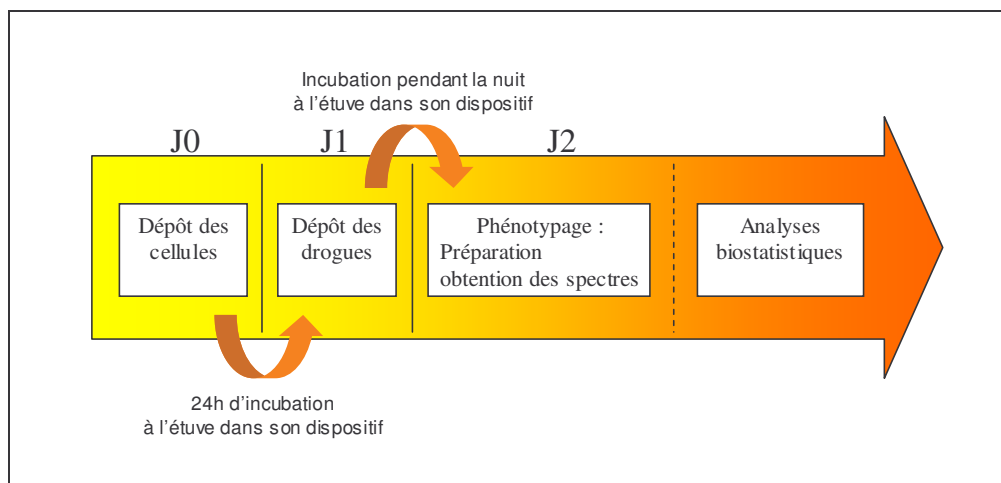 Incubation pendant la nuit
à l'étuve dans son dispositif
J0
J1
J2
Dépôt des
cellules
Dépôt des
drogues
Phénotypage :
Préparation
obtention des spectres
Analyses
biostatistiques
24h d'incubation
à l'étuve dans son dispositif